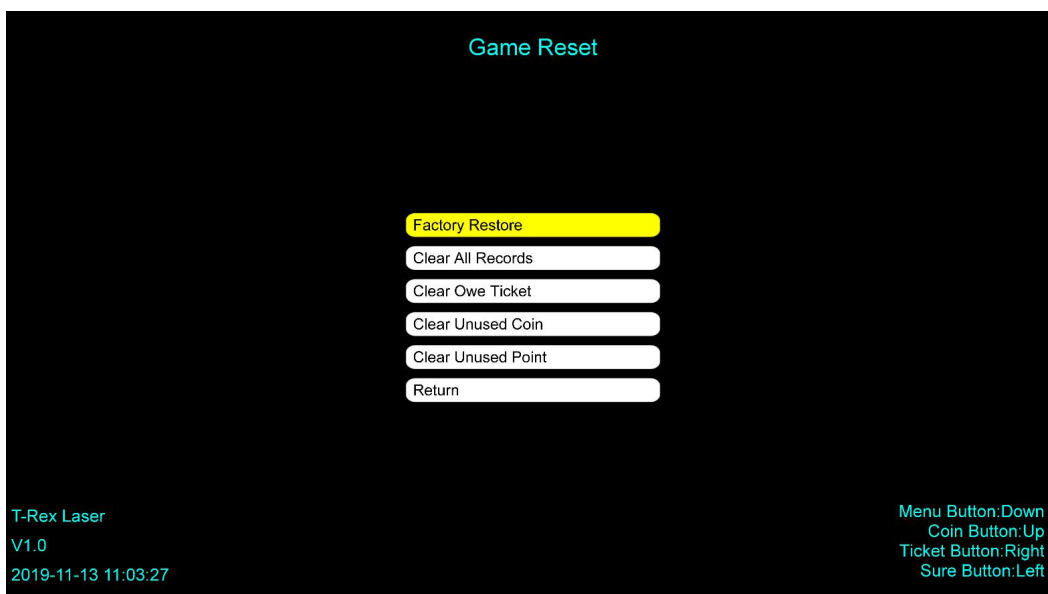 Game Reset
Factory Restore
Clear All Records
Clear Owe Ticket
Clear Unused Coin
Clear Unused Point
Return
T-Rex Laser
V1.0
2019-11-13 11:03:27
Menu Button:Down
Coin Button:Up
Ticket Button:Right
Sure Button:Left